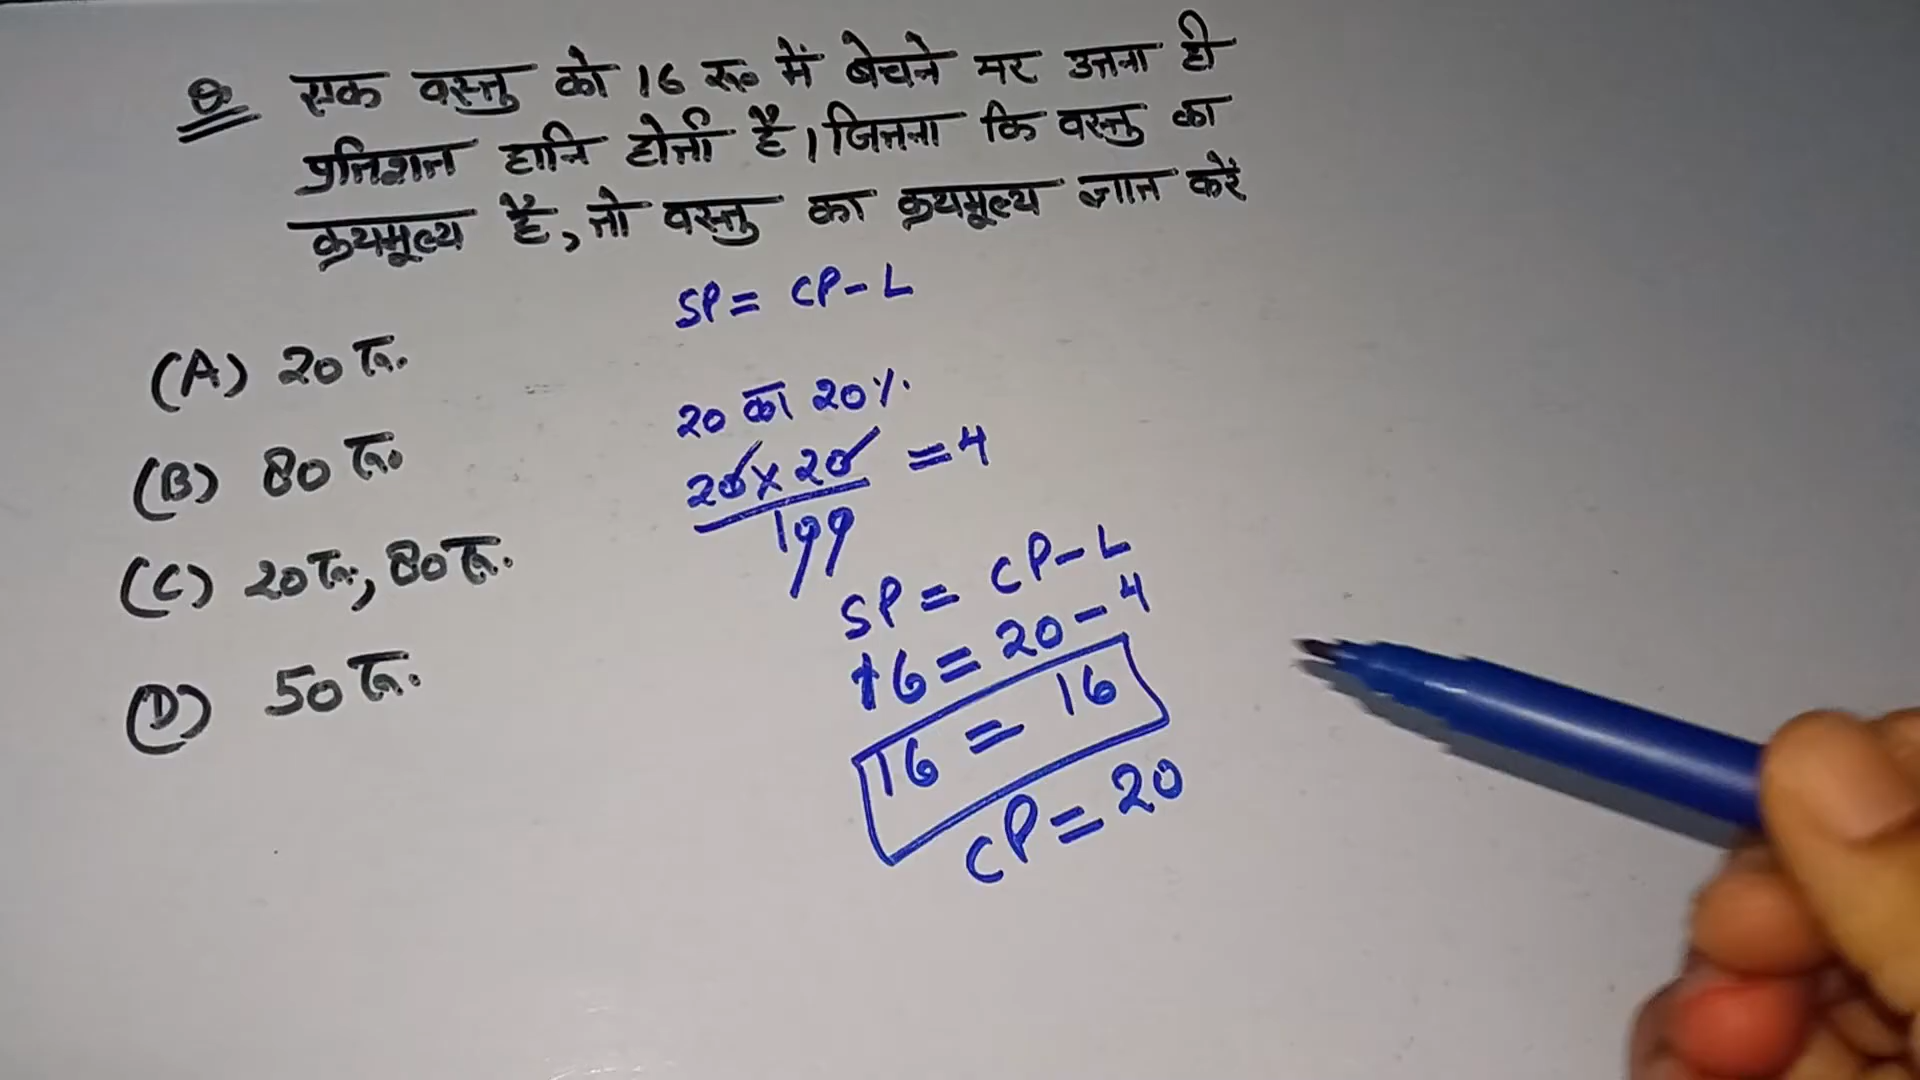 Q एक वस्तु को 16 रु० में बेचने पर उतना ही
प्रतिशत हानि होती है। जितना कि वस्तु का
क्रयमूल्य है, तो वस्तु का क्रयमूल्य ज्ञात करें
SP = CP - L
(A) 20 रु.
(B) 80 रु.
(C) 20 रु., 80 रु.
(D) 50 रु.
20 का 20%
20 × 20 = 4
100
SP = CP - L
16 = 20 - 4
16 = 16
CP = 20